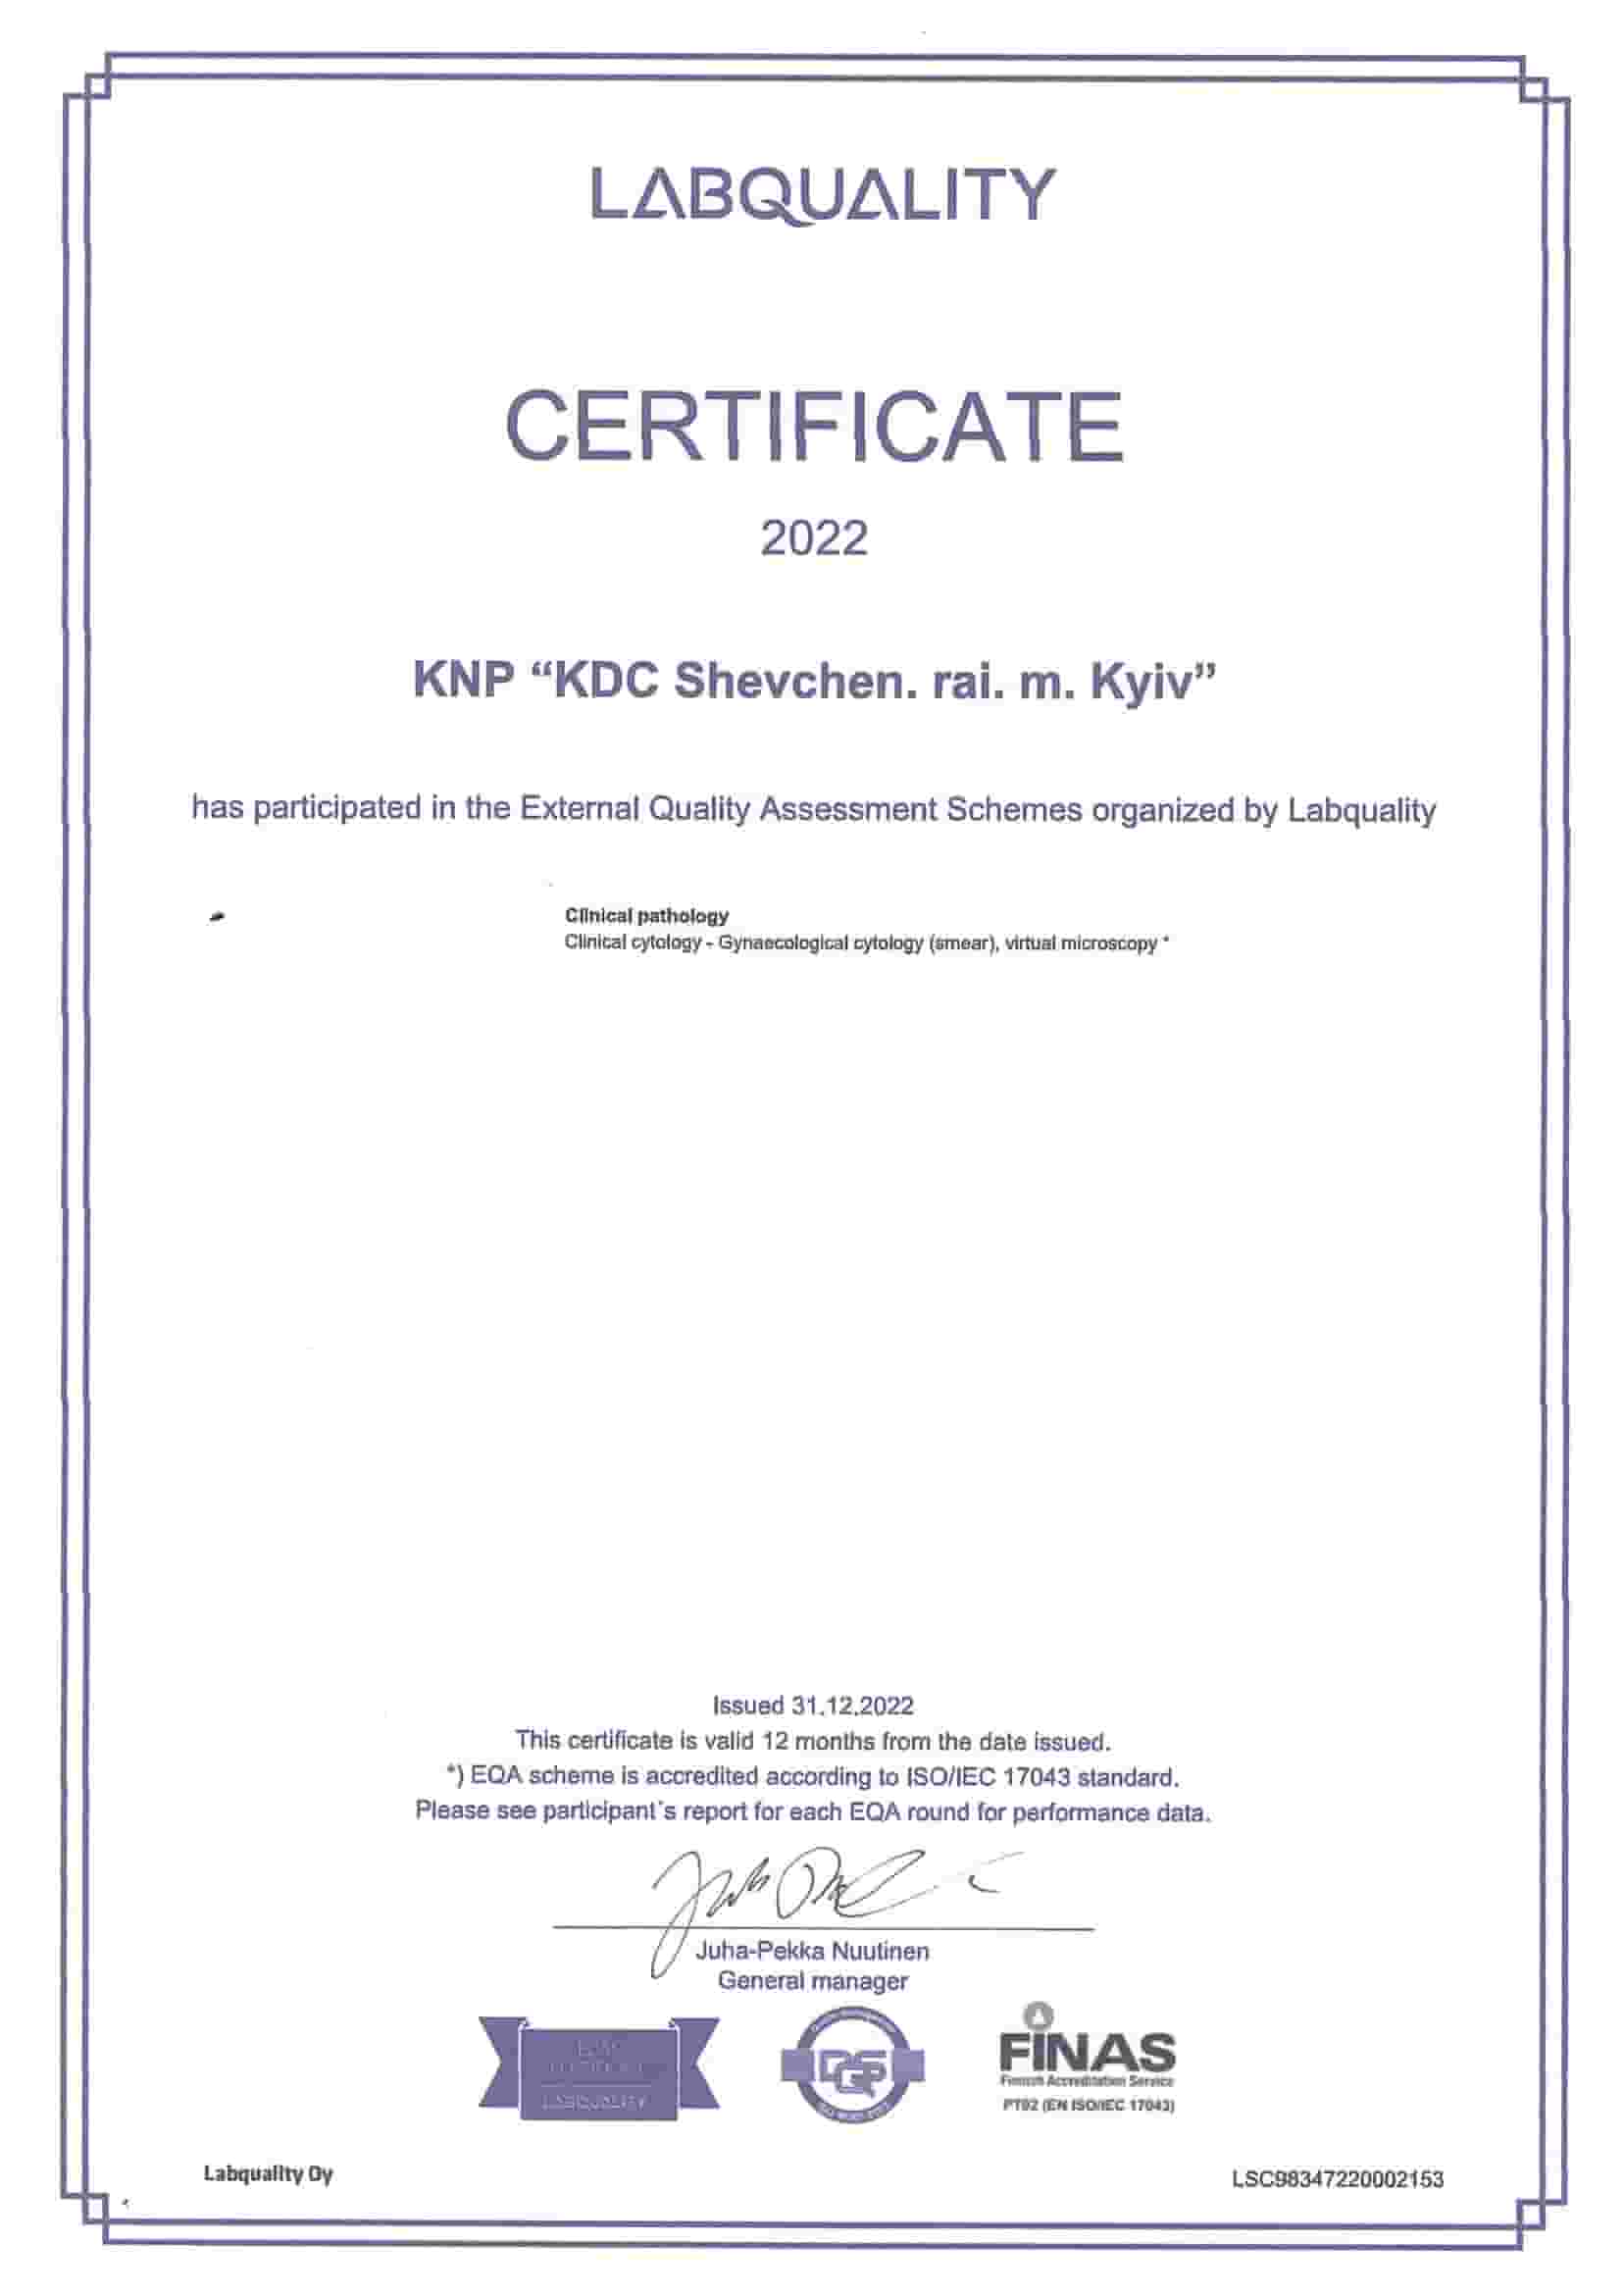 LABQUALITY
CERTIFICATE
2022
KNP “KDC Shevchen. rai. m. Kyiv”
has participated in the External Quality Assessment Schemes organized by Labquality
Clinical pathology
Clinical cytology - Gynaecological cytology (smear), virtual microscopy *
Issued 31.12.2022
This certificate is valid 12 months from the date issued.
*) EQA scheme is accredited according to ISO/IEC 17043 standard.
Please see participant´s report for each EQA round for performance data.
Juha-Pekka Nuutinen
General manager
LABQUALITY
DQS
FINAS
Finnish Accreditation Service
PT02 (EN ISO/IEC 17043)
Labquality Oy
LSC98347220002153